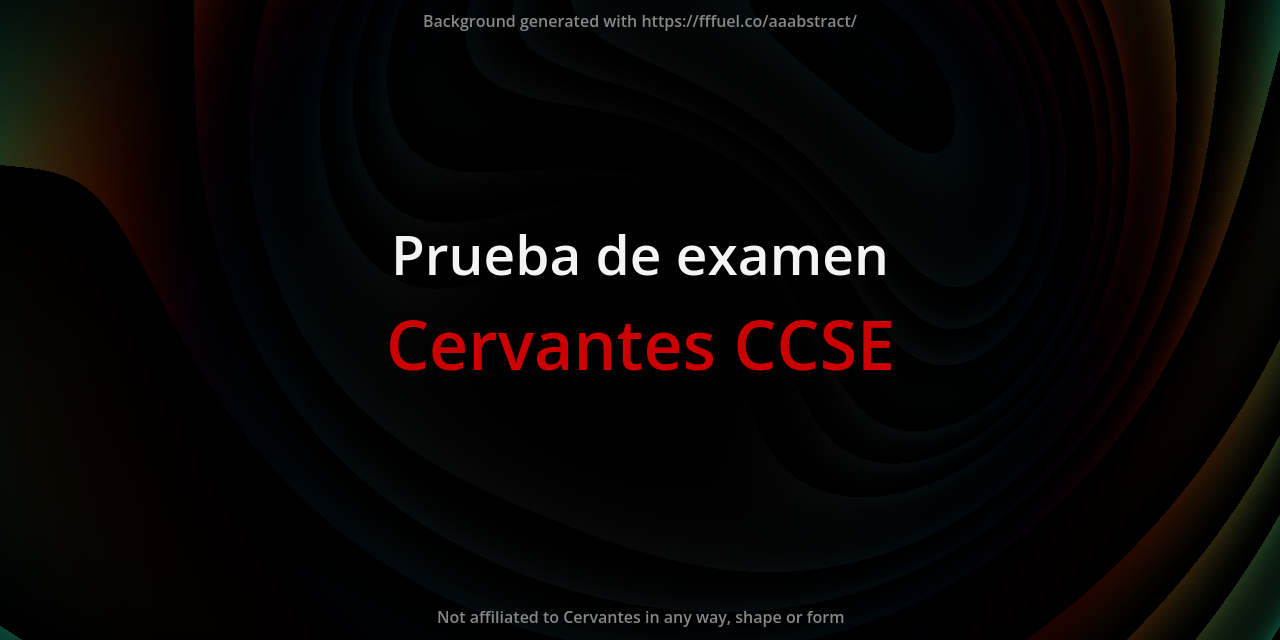 Background generated with https://fffuel.co/aaabstract/
Prueba de examen
Cervantes CCSE
Not affiliated to Cervantes in any way, shape or form